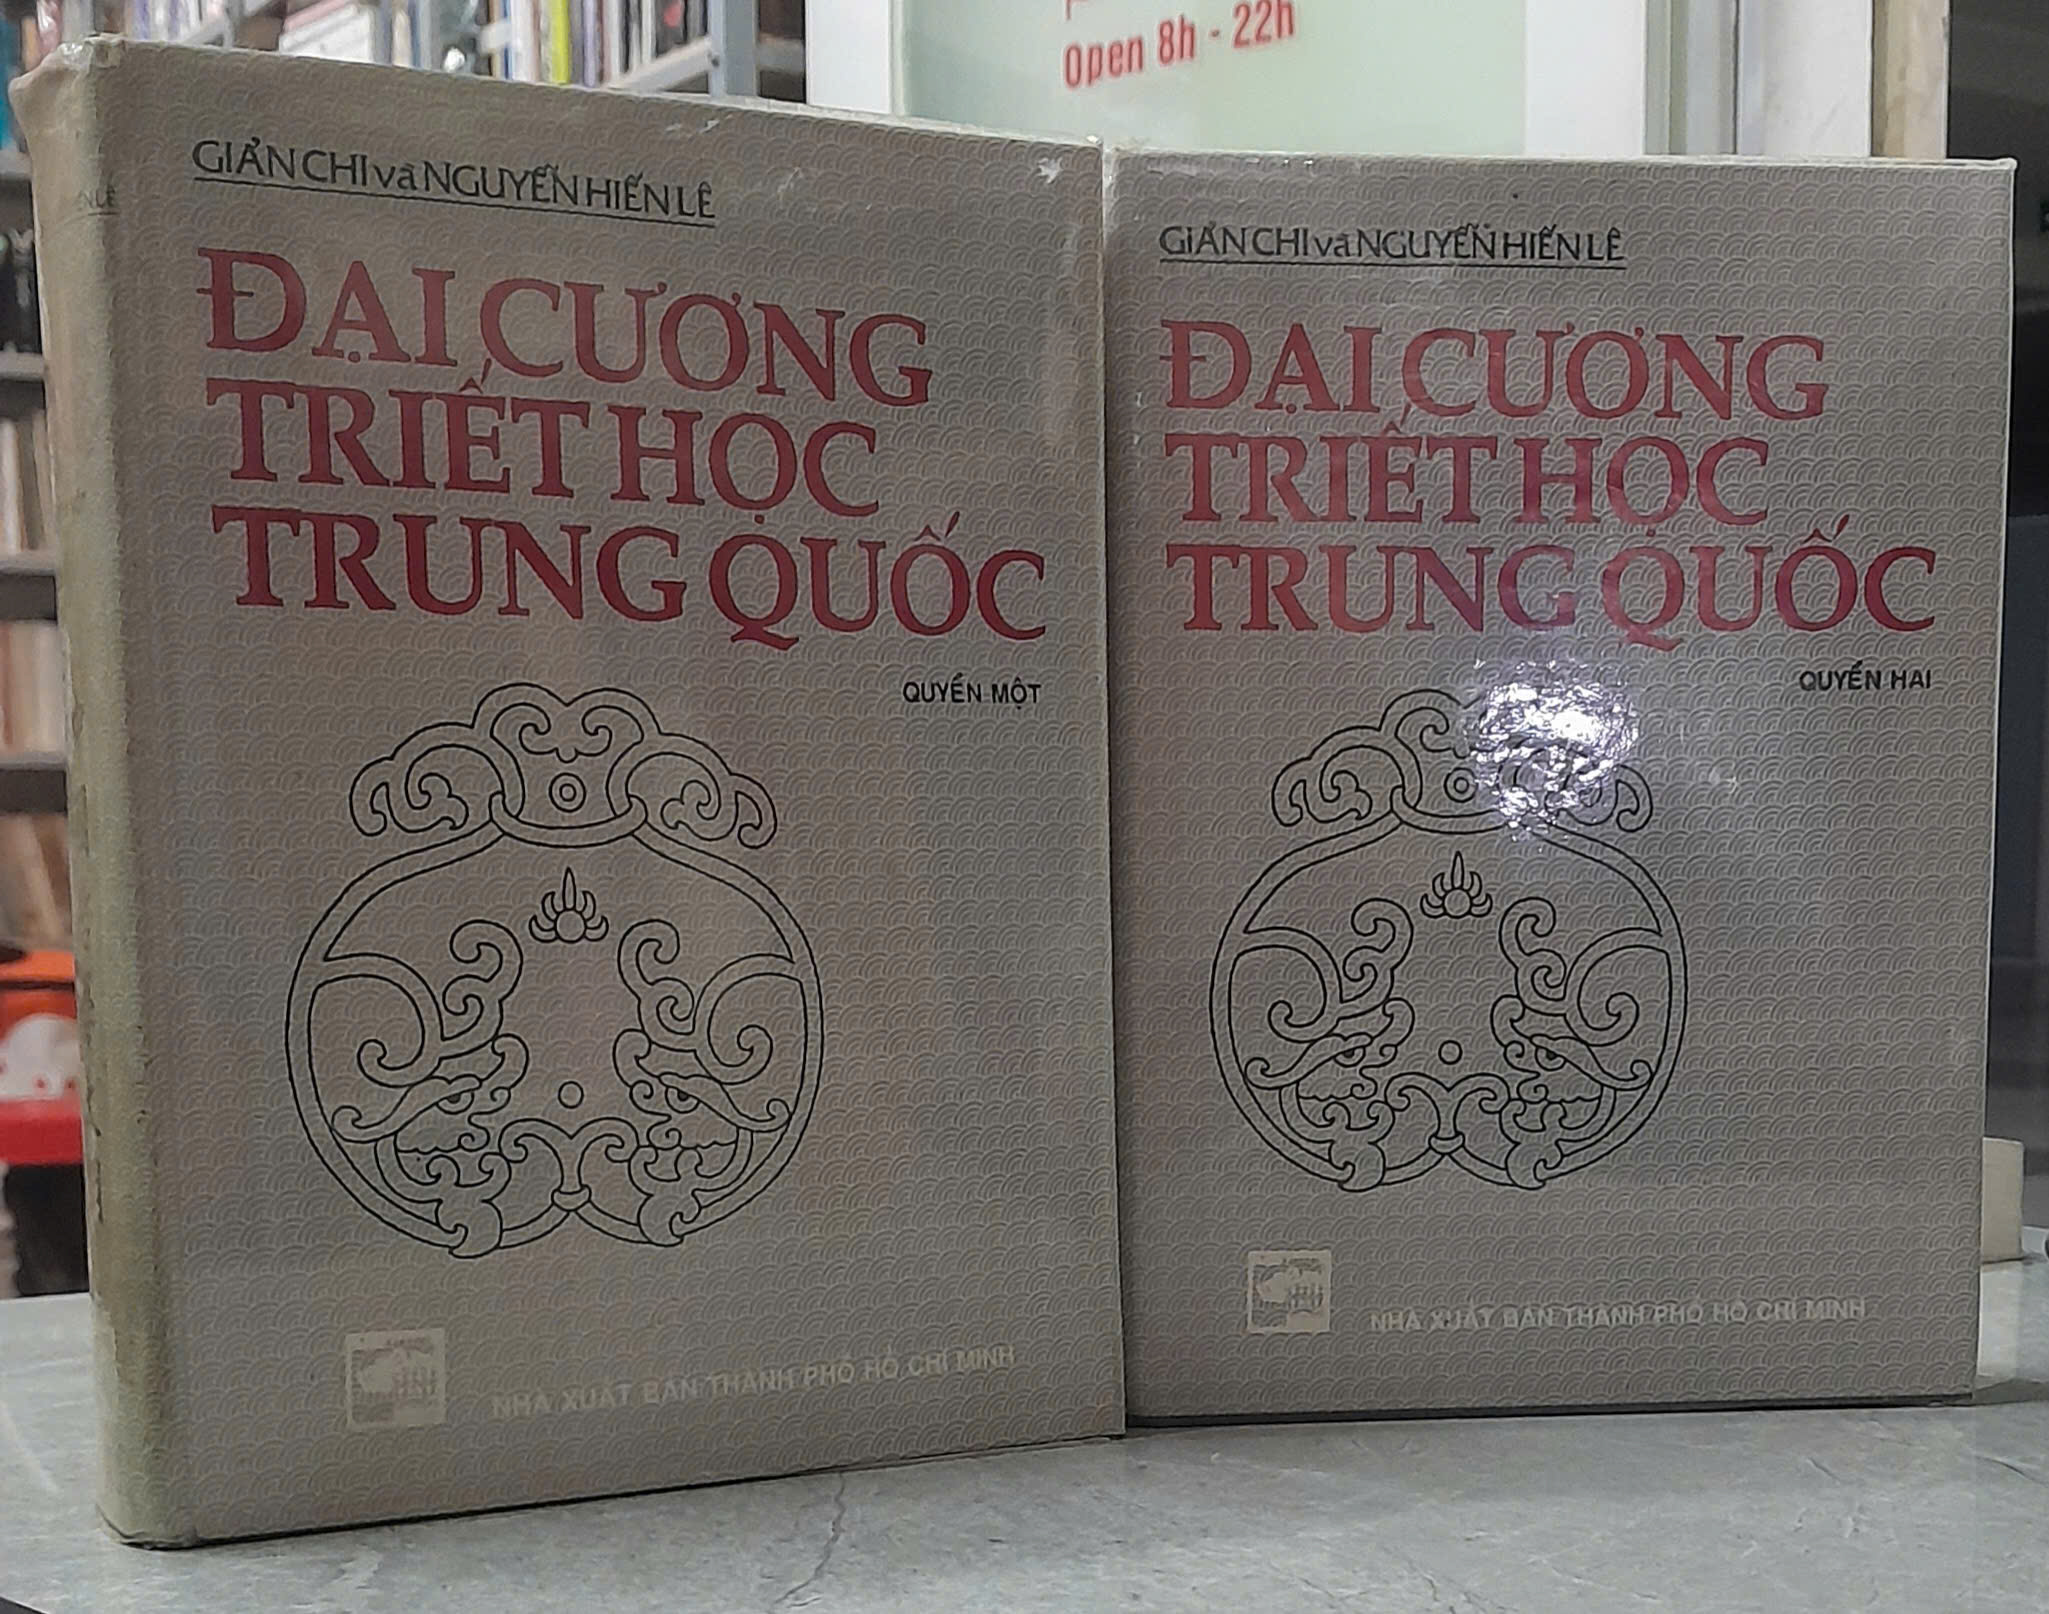 Open 8h - 22h
GIẢN CHI và NGUYỄN HIẾN LÊ
ĐẠI CƯƠNG
TRIẾT HỌC
TRUNG QUỐC
QUYỂN MỘT
NHÀ XUẤT BẢN THÀNH PHỐ HỒ CHÍ MINH
GIẢN CHI và NGUYỄN HIẾN LÊ
ĐẠI CƯƠNG
TRIẾT HỌC
TRUNG QUỐC
QUYỂN HAI
NHÀ XUẤT BẢN THÀNH PHỐ HỒ CHÍ MINH